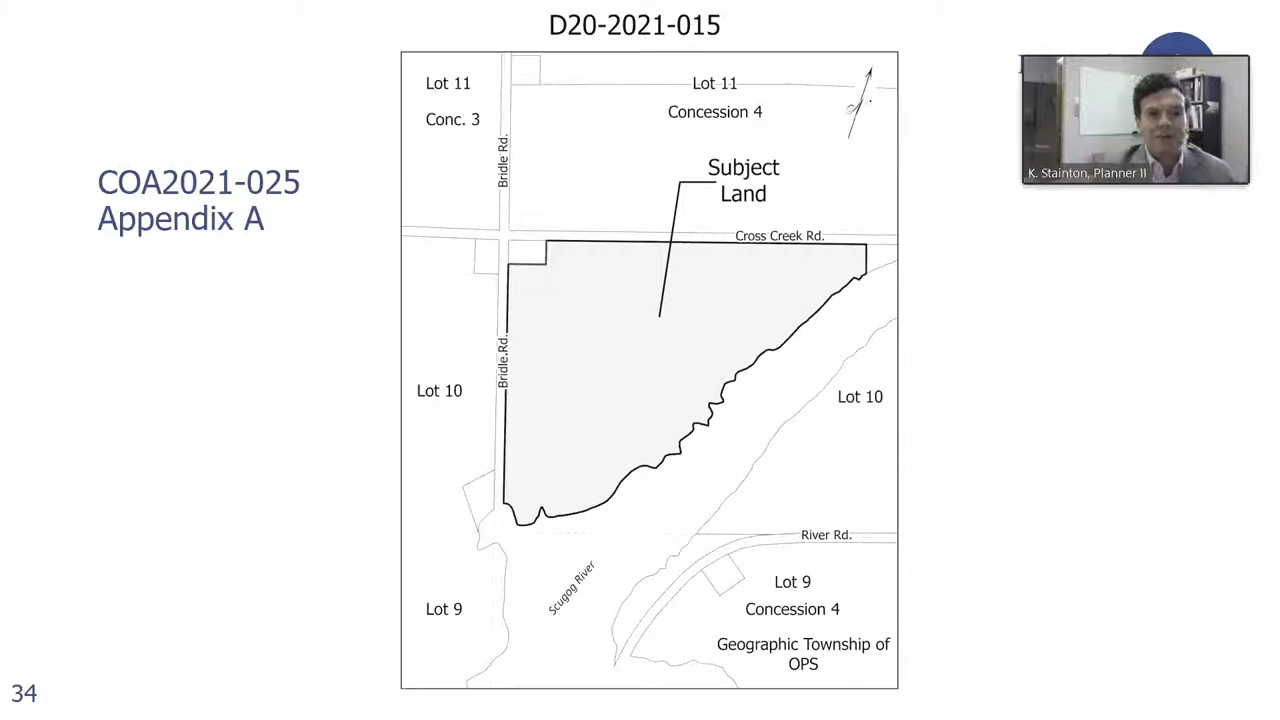 D20-2021-015
Lot 11
Conc. 3
Bridle Rd.
Lot 11
Concession 4
Subject
Land
K. Stainton, Planner II
COA2021-025
Appendix A
Cross Creek Rd.
Bridle.Rd.
Lot 10
Lot 10
River Rd.
Scugog River
Lot 9
Lot 9
Concession 4
Geographic Township of
OPS
34